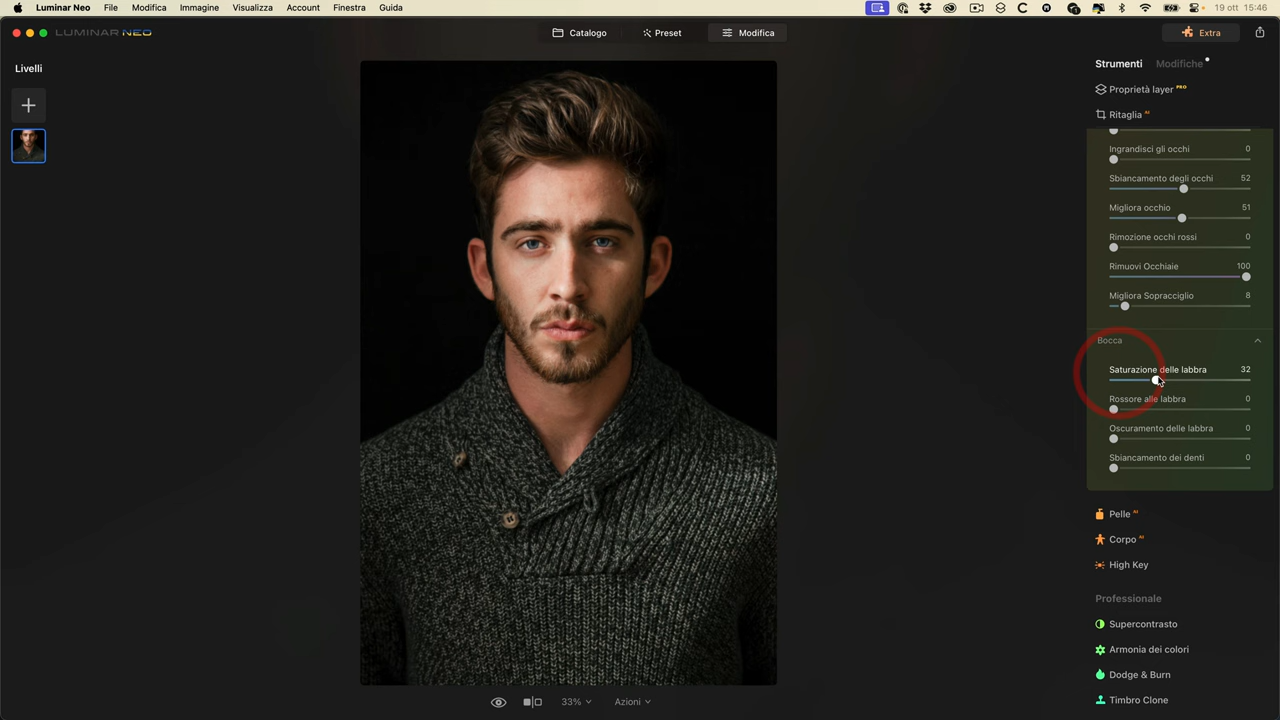 Luminar Neo File Modifica Immagine Visualizza Account Finestra Guida 19 ott 15:46
LUMINAR NEO
Catalogo Preset Modifica Extra
Livelli
Strumenti Modifiche
Proprietà layer PRO
Ritaglia AI
Ingrandisci gli occhi 0
Sbiancamento degli occhi 52
Migliora occhio 51
Rimozione occhi rossi 0
Rimuovi Occhiaie 100
Migliora Sopracciglio 8
Bocca
Saturazione delle labbra 32
Rossore alle labbra 0
Oscuramento delle labbra 0
Sbiancamento dei denti 0
Pelle AI
Corpo AI
High Key
Professionale
Supercontrasto
Armonia dei colori
Dodge & Burn
Timbro Clone
33% Azioni